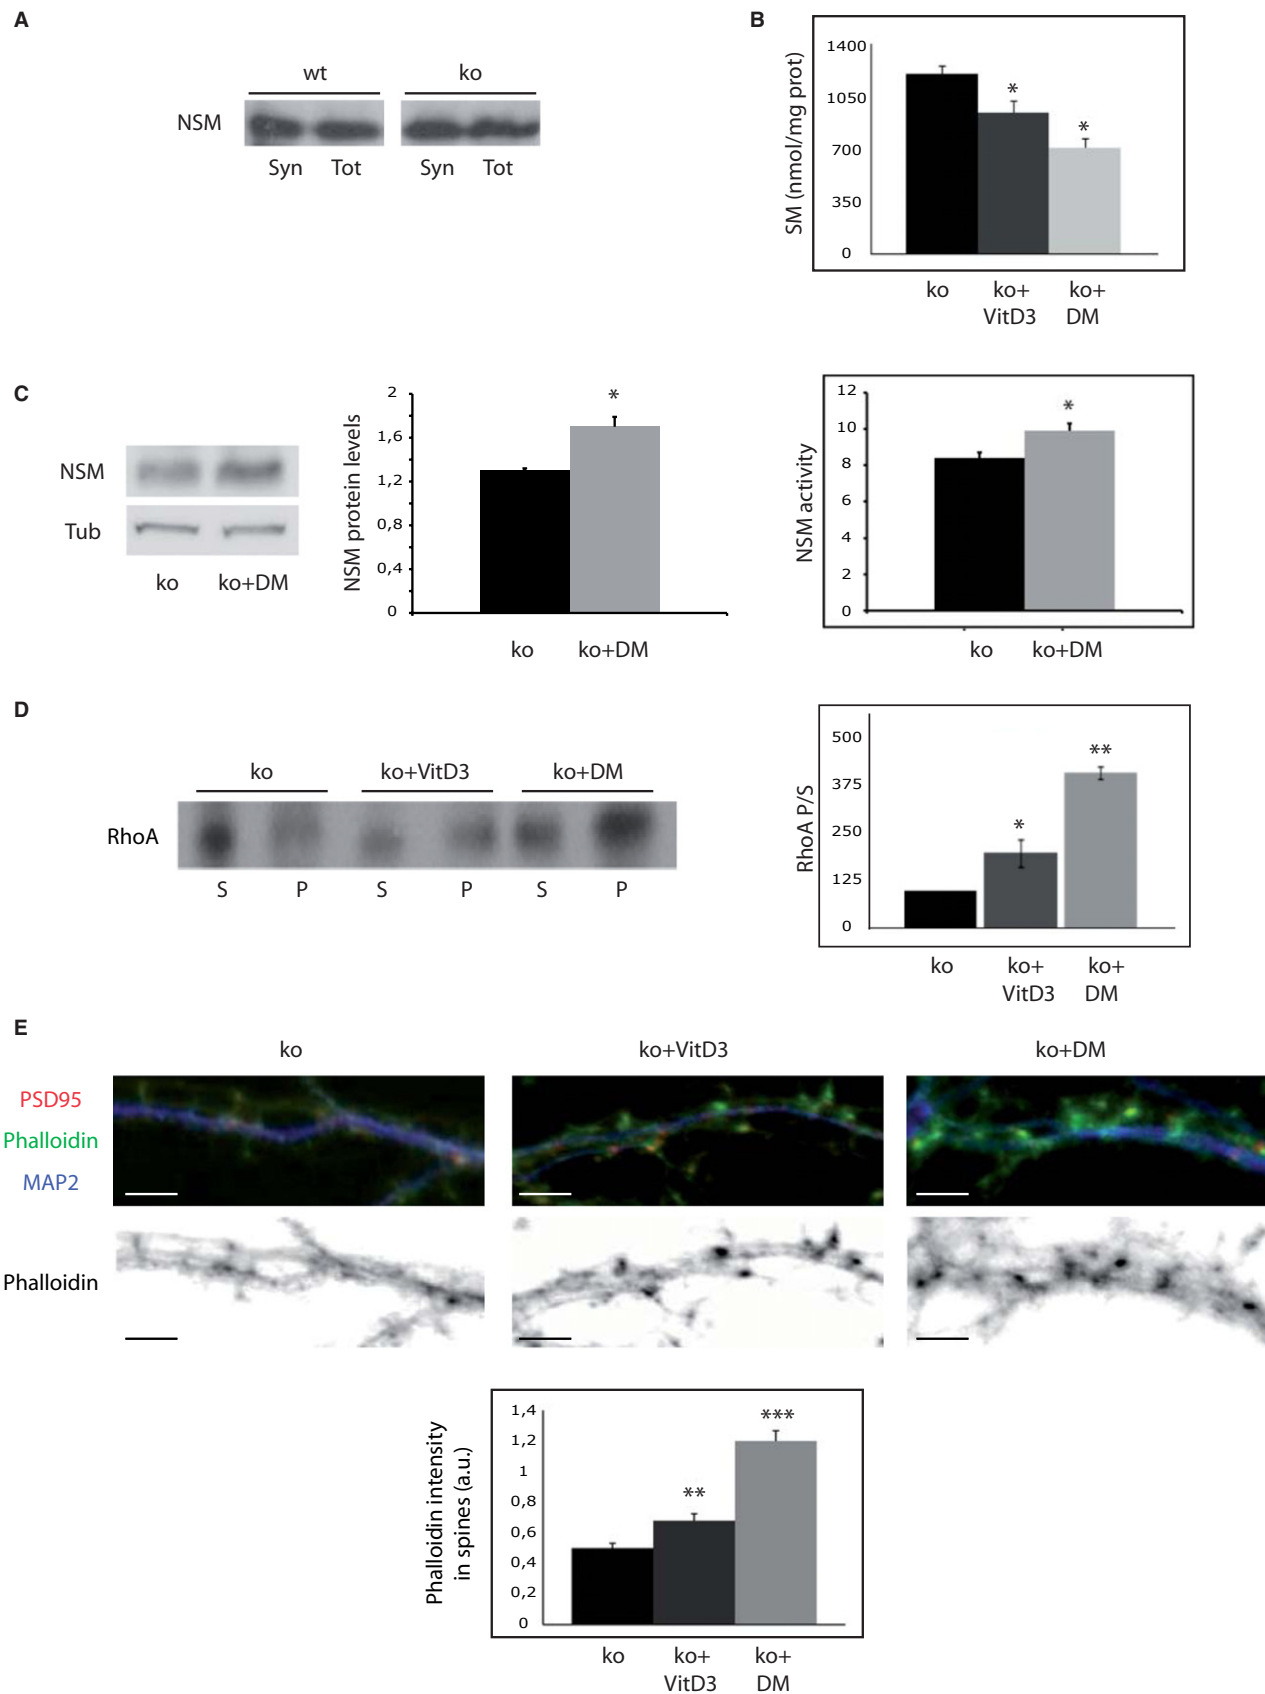 A
wt ko
NSM
Syn Tot Syn Tot
B
SM (nmol/mg prot)
1400
1050
700
350
0
*
*
ko ko+ ko+
VitD3 DM
C
NSM
Tub
ko ko+DM
NSM protein levels
2
1,6
1,2
0,8
0,4
0
*
ko ko+DM
NSM activity
12
10
8
6
4
2
0
*
ko ko+DM
D
ko ko+VitD3 ko+DM
RhoA
S P S P S P
RhoA P/S
500
375
250
125
0
*
**
ko ko+ ko+
VitD3 DM
E
ko ko+VitD3 ko+DM
PSD95
Phalloidin
MAP2
Phalloidin
Phalloidin intensity
in spines (a.u.)
1,4
1,2
1
0,8
0,6
0,4
0,2
0
**
***
ko ko+ ko+
VitD3 DM